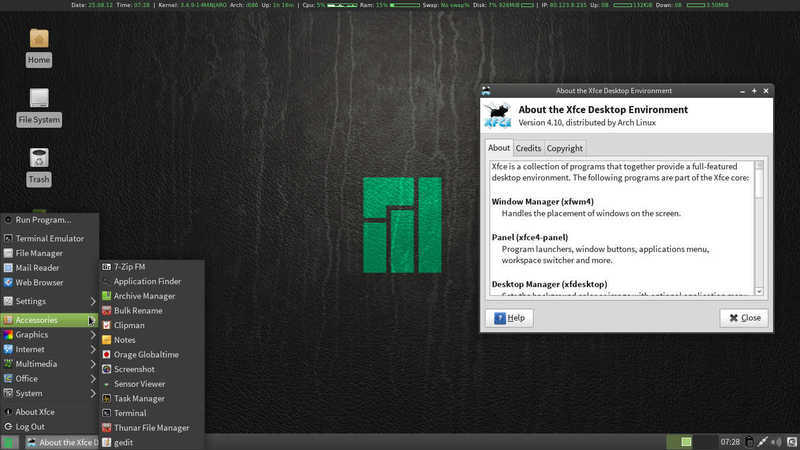 Date: 25.08.12 Time: 07:28 | Kernel: 3.4.9-1-MANJARO Arch: i686 Up: 1h 16m | Cpu: 5% Ram: 15% Swap: No swap% Disk: 7% 926MiB | IP: 80.123.8.235 Up: 0B 132KiB Down: 0B 3.50MiB
Home
File System
Trash
About the Xfce Desktop Environment
About the Xfce Desktop Environment
Version 4.10, distributed by Arch Linux
About Credits Copyright
Xfce is a collection of programs that together provide a full-featured
desktop environment. The following programs are part of the Xfce core:
Window Manager (xfwm4)
Handles the placement of windows on the screen.
Panel (xfce4-panel)
Program launchers, window buttons, applications menu,
workspace switcher and more.
Desktop Manager (xfdesktop)
Help
Close
Run Program...
Terminal Emulator
File Manager
Mail Reader
Web Browser
Settings
Accessories
Graphics
Internet
Multimedia
Office
System
About Xfce
Log Out
7-Zip FM
Application Finder
Archive Manager
Bulk Rename
Clipman
Notes
Orage Globaltime
Screenshot
Sensor Viewer
Task Manager
Terminal
Thunar File Manager
gedit
About the Xfce D
07:28